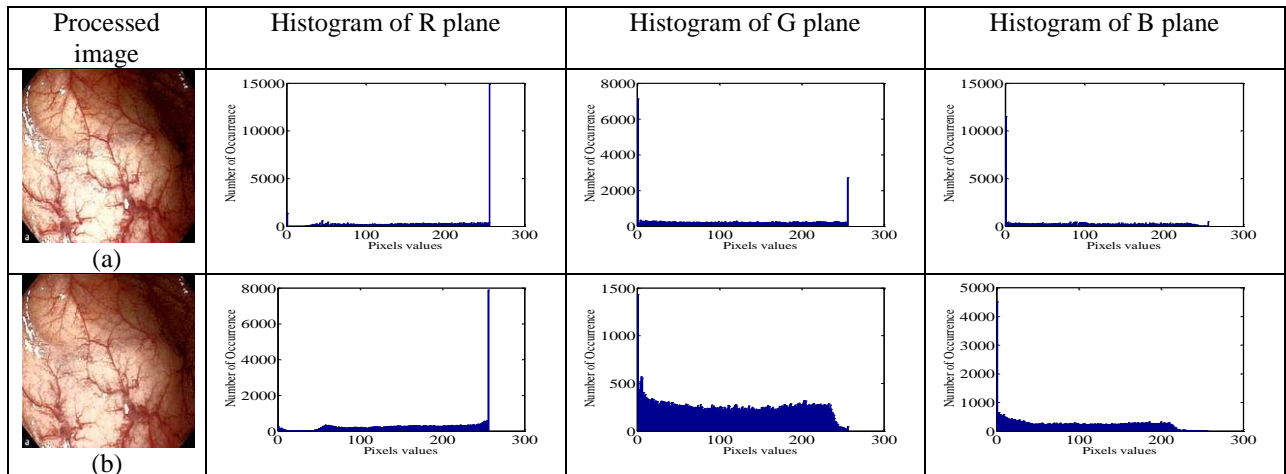 Processed
image
Histogram of R plane
Histogram of G plane
Histogram of B plane
a
(a)
15000
10000
5000
0
0 100 200 300
Number of Occurrence
Pixels values
8000
6000
4000
2000
0
0 100 200 300
Number of Occurrence
Pixels values
15000
10000
5000
0
0 100 200 300
Number of Occurrence
Pixels values
a
(b)
8000
6000
4000
2000
0
0 100 200 300
Number of Occurrence
Pixels values
1500
1000
500
0
0 100 200 300
Number of Occurrence
Pixels values
5000
4000
3000
2000
1000
0
0 100 200 300
Number of Occurrence
Pixels values